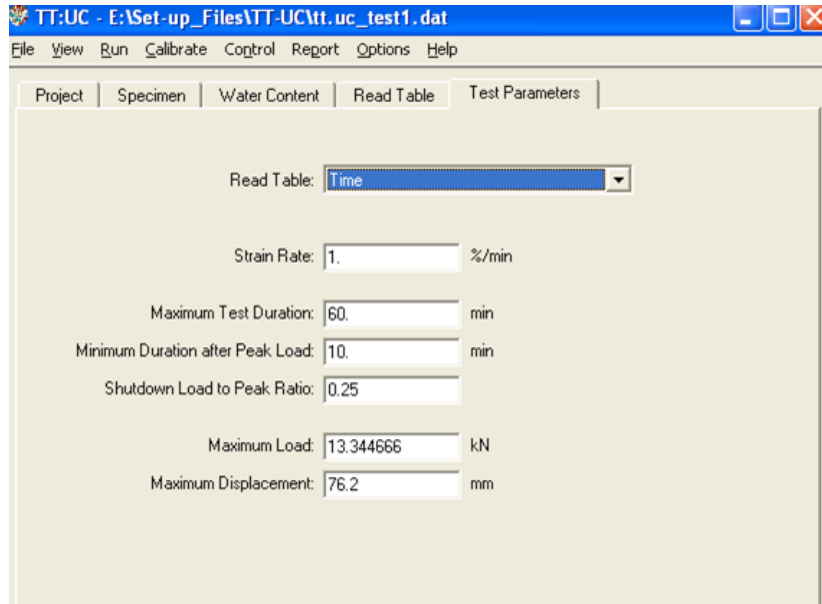 TT:UC - E:\Set-up_Files\TT-UC\tt.uc_test1.dat
File View Run Calibrate Control Report Options Help
Project Specimen Water Content Read Table Test Parameters
Read Table: Time
Strain Rate: 1. %/min
Maximum Test Duration: 60. min
Minimum Duration after Peak Load: 10. min
Shutdown Load to Peak Ratio: 0.25
Maximum Load: 13.344666 kN
Maximum Displacement: 76.2 mm